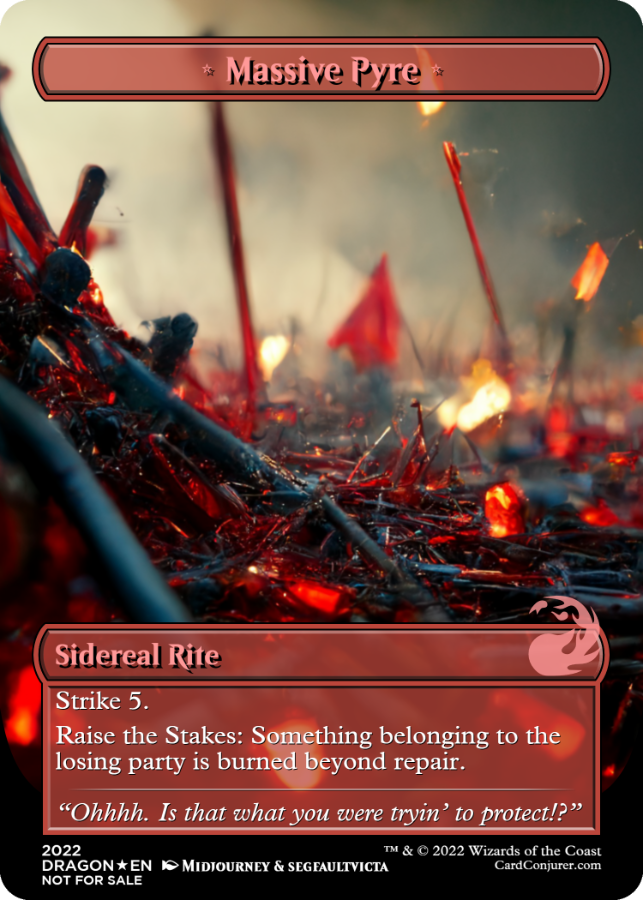 ⭐ Massive Pyre ⭐
Sidereal Rite
Strike 5.
Raise the Stakes: Something belonging to the
losing party is burned beyond repair.
“Ohhhh. Is that what you were tryin’ to protect!?”
2022
DRAGON★EN Midjourney & segfaultvicta
NOT FOR SALE
™ & © 2022 Wizards of the Coast
CardConjurer.com